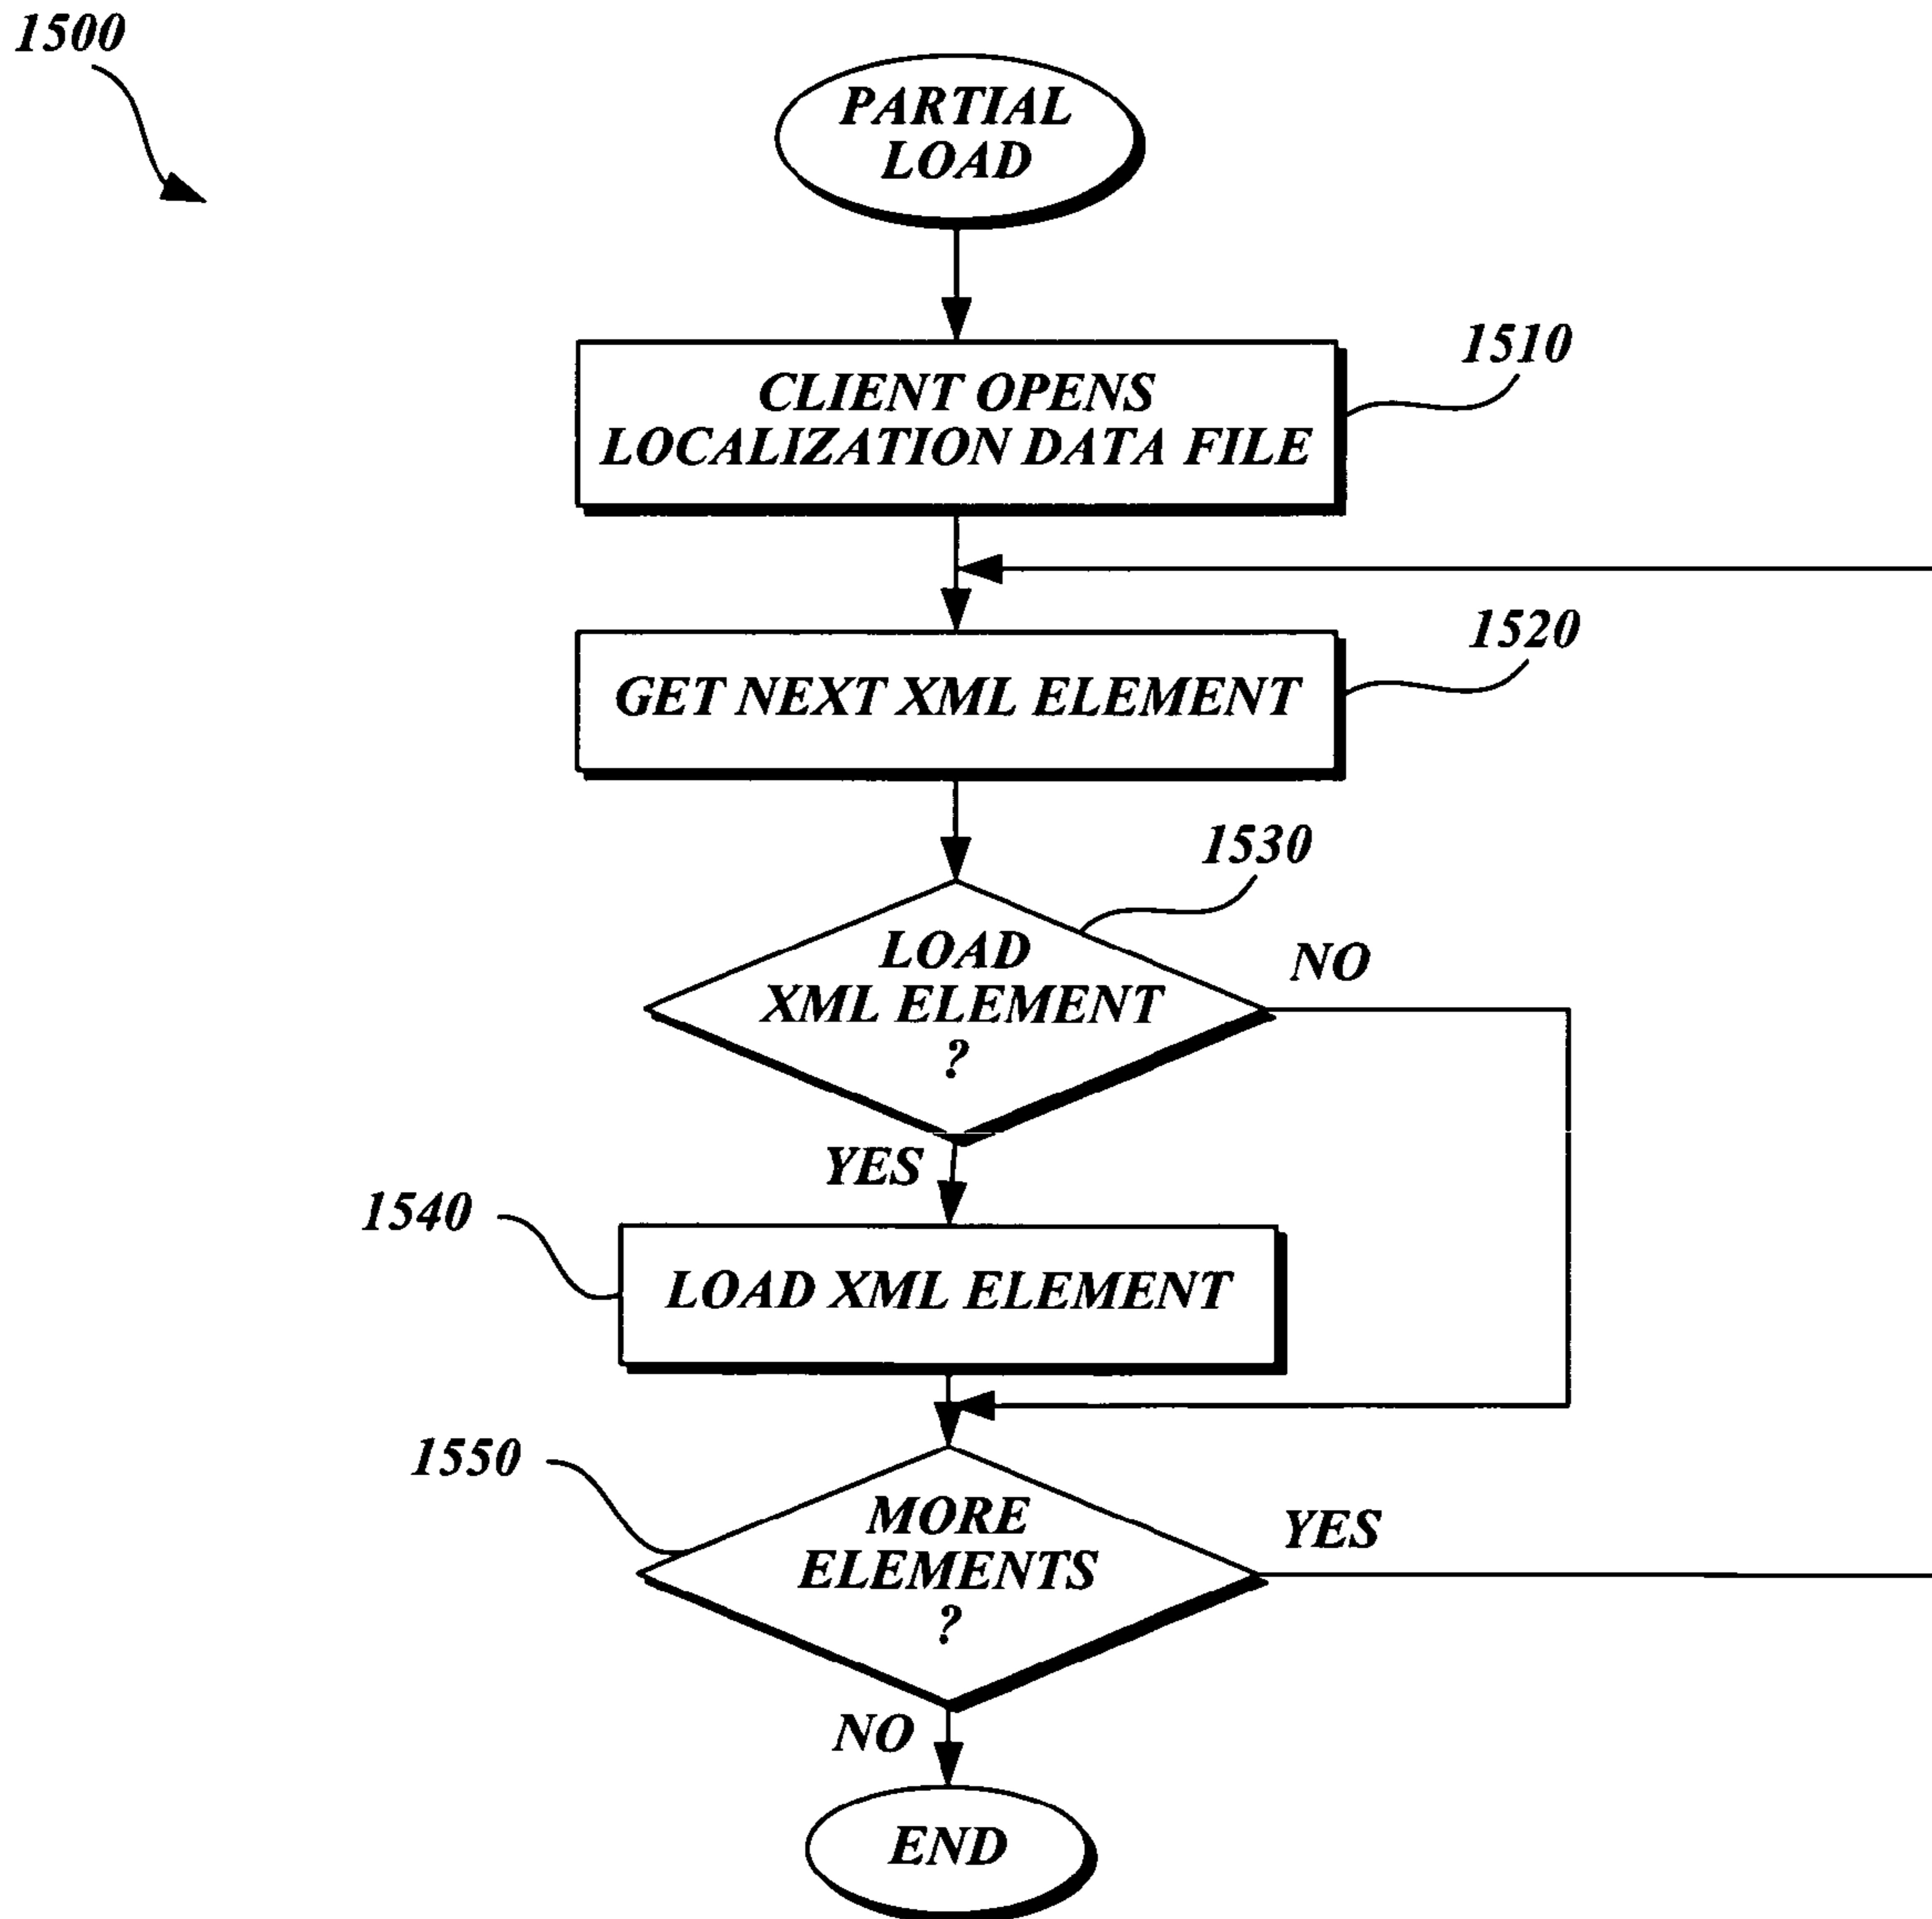 1500
PARTIAL
LOAD
CLIENT OPENS
LOCALIZATION DATA FILE
1510
GET NEXT XML ELEMENT
1520
1530
LOAD
XML ELEMENT
?
NO
YES
1540
LOAD XML ELEMENT
1550
MORE
ELEMENTS
?
YES
NO
END